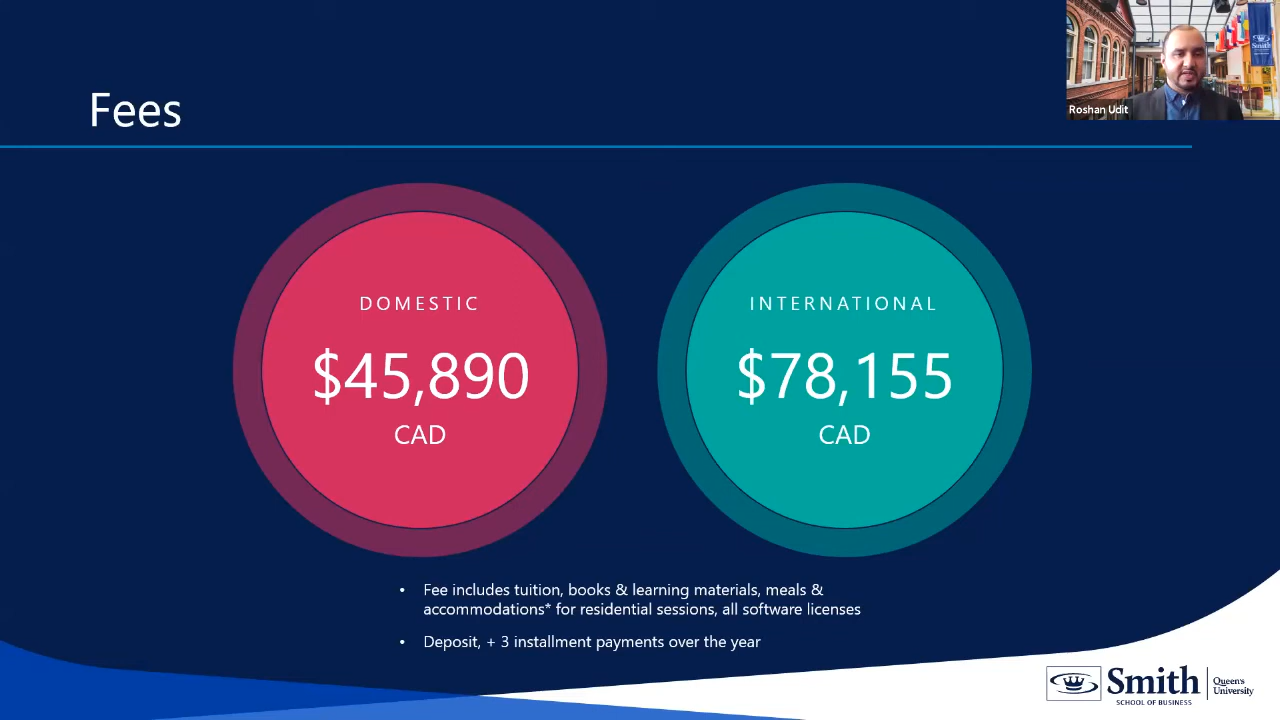 Fees
Roshan Udit
Smith
DOMESTIC
$45,890
CAD
INTERNATIONAL
$78,155
CAD
• Fee includes tuition, books & learning materials, meals &
accommodations* for residential sessions, all software licenses
• Deposit, + 3 installment payments over the year
Smith
SCHOOL OF BUSINESS
Queen's
University